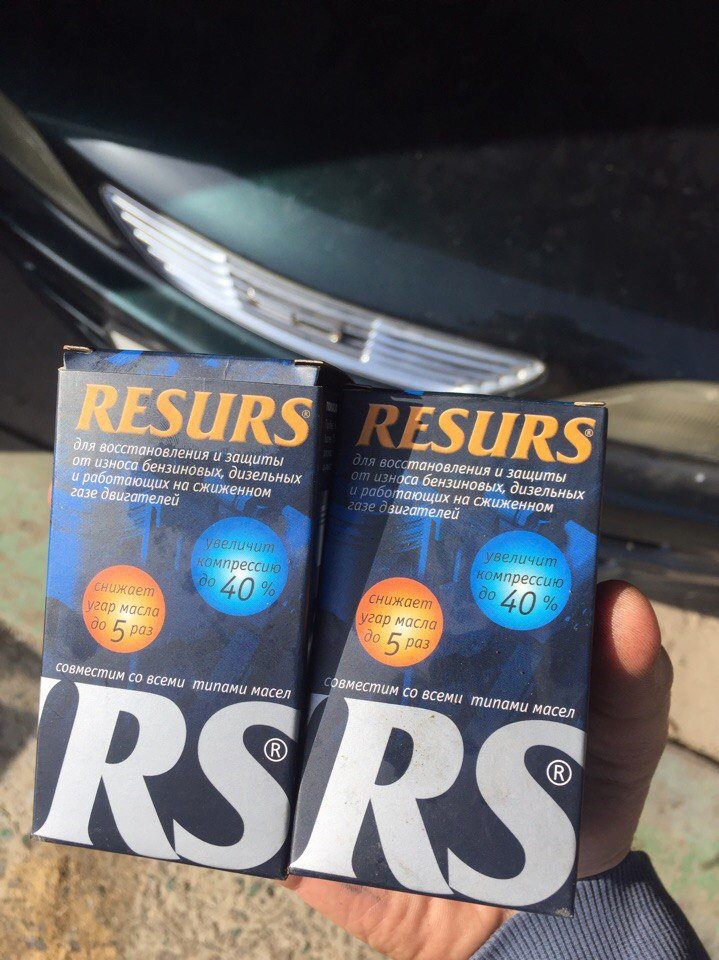 RESURS®
для восстановления и защиты
от износа бензиновых, дизельных
и работающих на сжиженном
газе двигателей
увеличит
компрессию
до 40 %
снижает
угар масла
до 5 раз
совместим со всеми типами масел
RS®
RESURS®
для восстановления и защиты
от износа бензиновых, дизельных
и работающих на сжиженном
газе двигателей
увеличит
компрессию
до 40 %
снижает
угар масла
до 5 раз
совместим со всеми типами масел
RS®